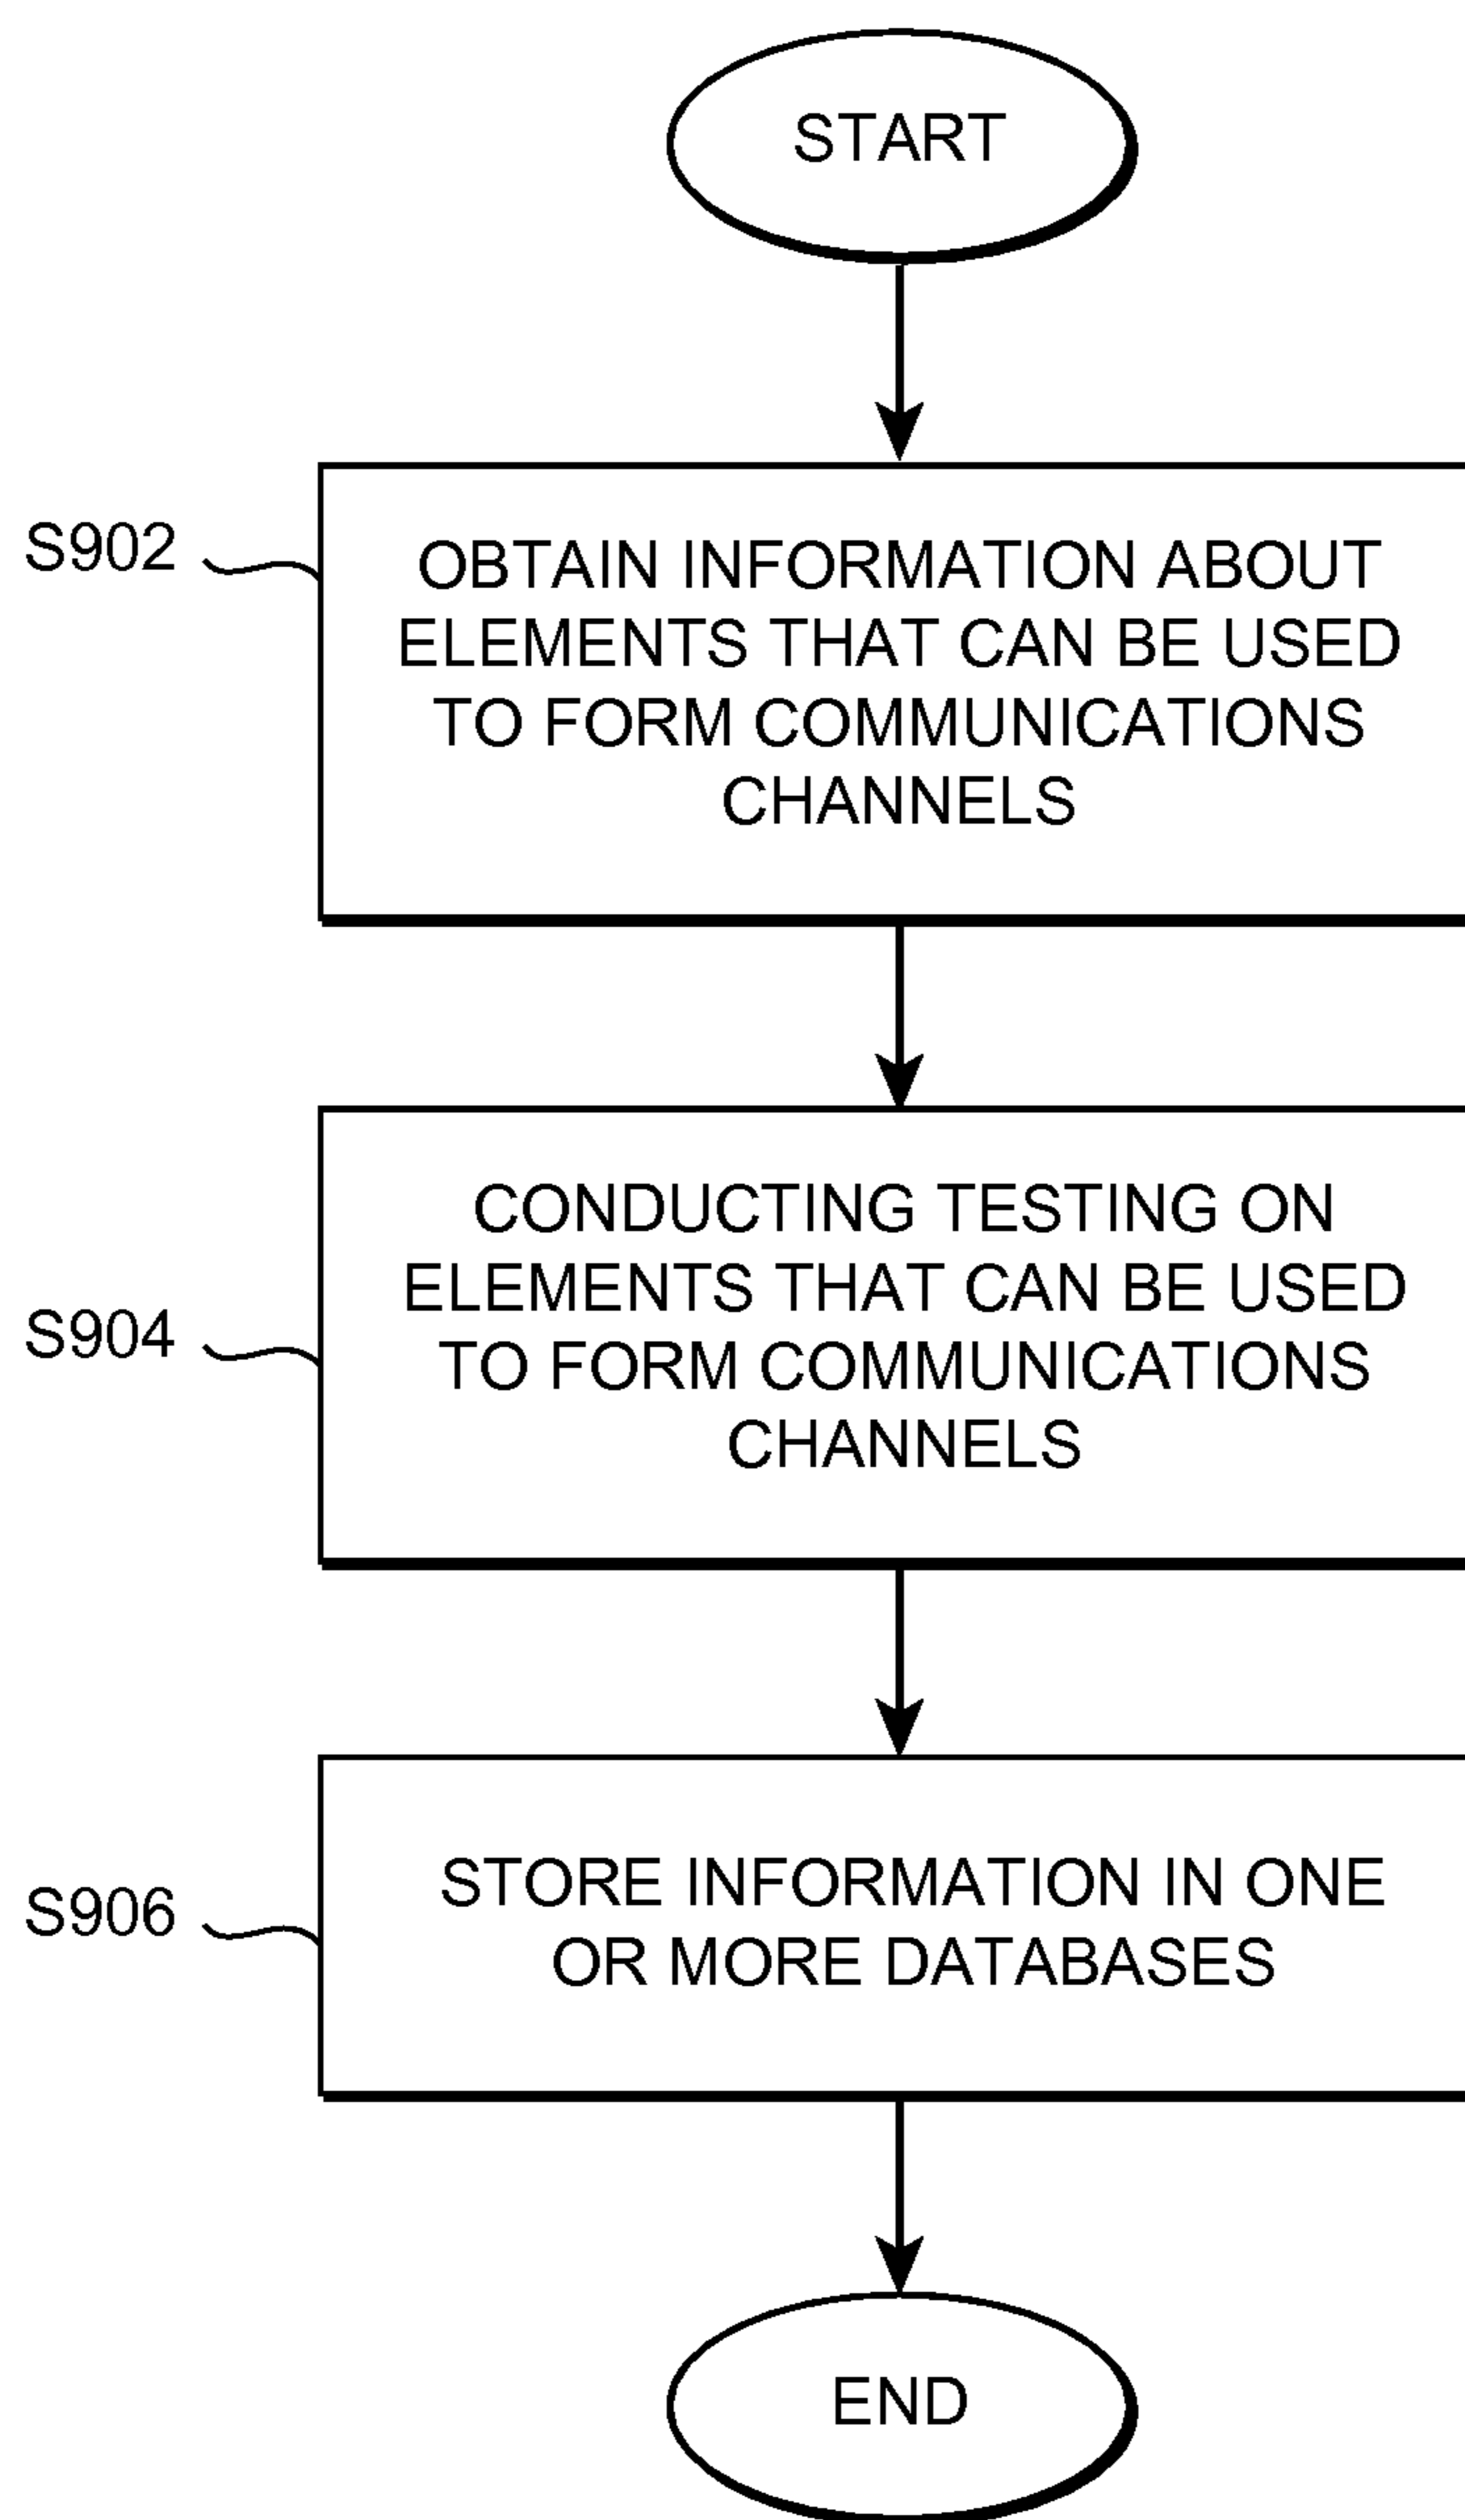 START
S902
OBTAIN INFORMATION ABOUT
ELEMENTS THAT CAN BE USED
TO FORM COMMUNICATIONS
CHANNELS
CONDUCTING TESTING ON
ELEMENTS THAT CAN BE USED
S904
TO FORM COMMUNICATIONS
CHANNELS
STORE INFORMATION IN ONE
S906
OR MORE DATABASES
END